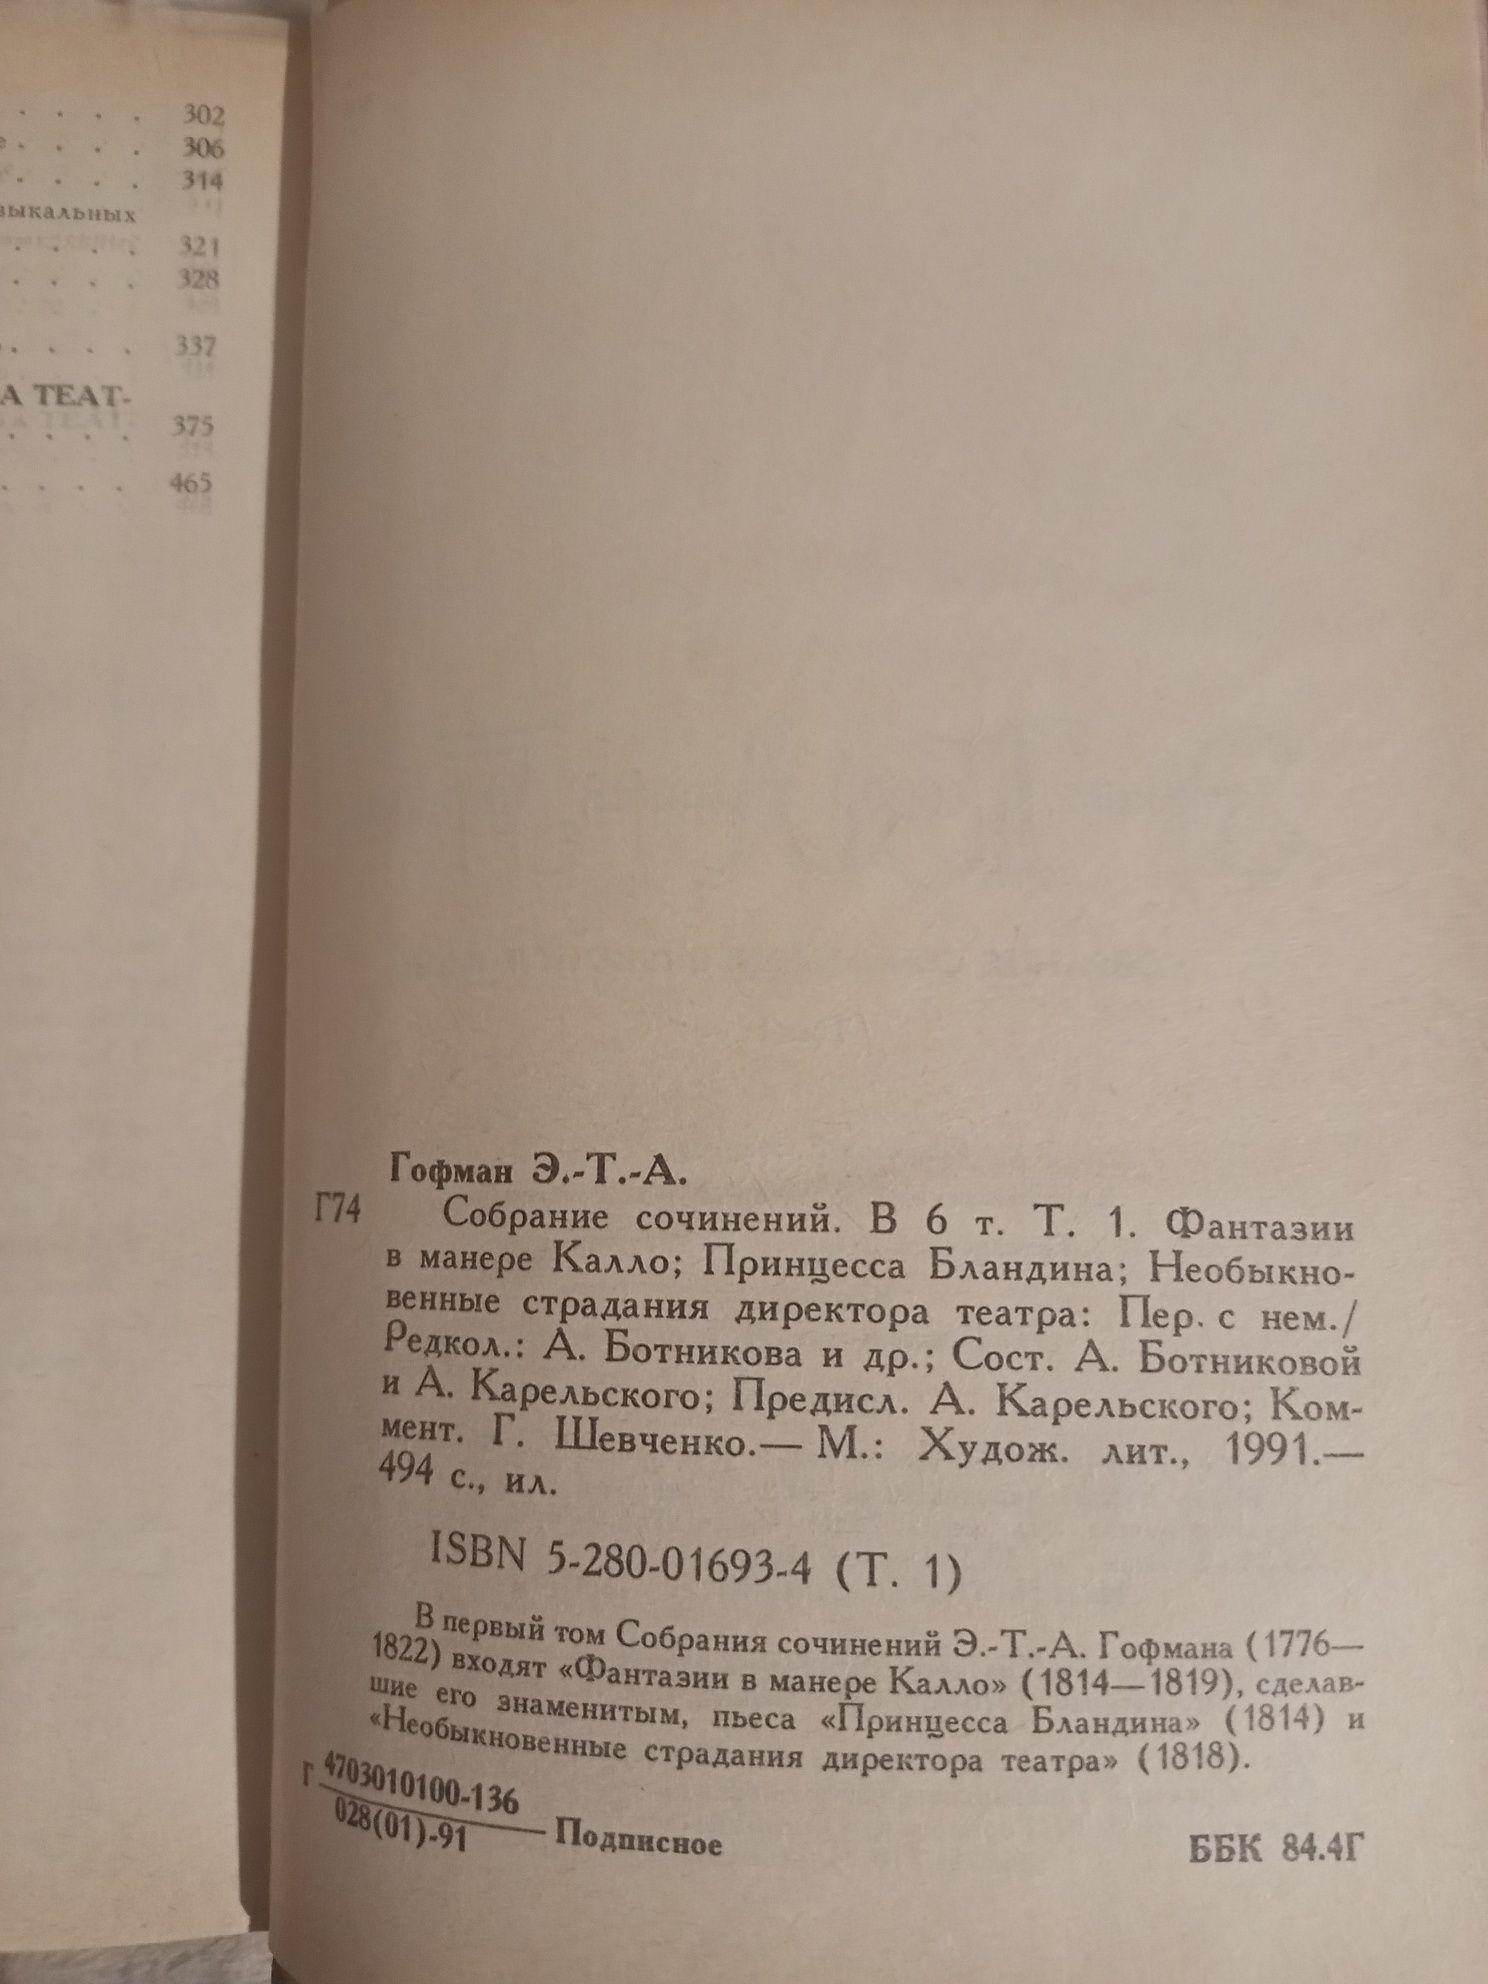 302
306
314
зыкальных
321
328
337
А ТЕАТ-
375
465
Гофман Э.-Т.-А.
Г74 Собрание сочинений. В 6 т. Т. 1. Фантазии
в манере Калло; Принцесса Бландина; Необыкно-
венные страдания директора театра: Пер. с нем./
Редкол.: А. Ботникова и др.; Сост. А. Ботниковой
и А. Карельского; Предисл. А. Карельского; Ком-
мент. Г. Шевченко.— М.: Худож. лит., 1991.—
494 с., ил.
ISBN 5-280-01693-4 (Т. 1)
В первый том Собрания сочинений Э.-Т.-А. Гофмана (1776—
1822) входят «Фантазии в манере Калло» (1814—1819), сделав-
шие его знаменитым, пьеса «Принцесса Бландина» (1814) и
«Необыкновенные страдания директора театра» (1818).
Г 4703010100-136
028(01)-91 — Подписное
ББК 84.4Г